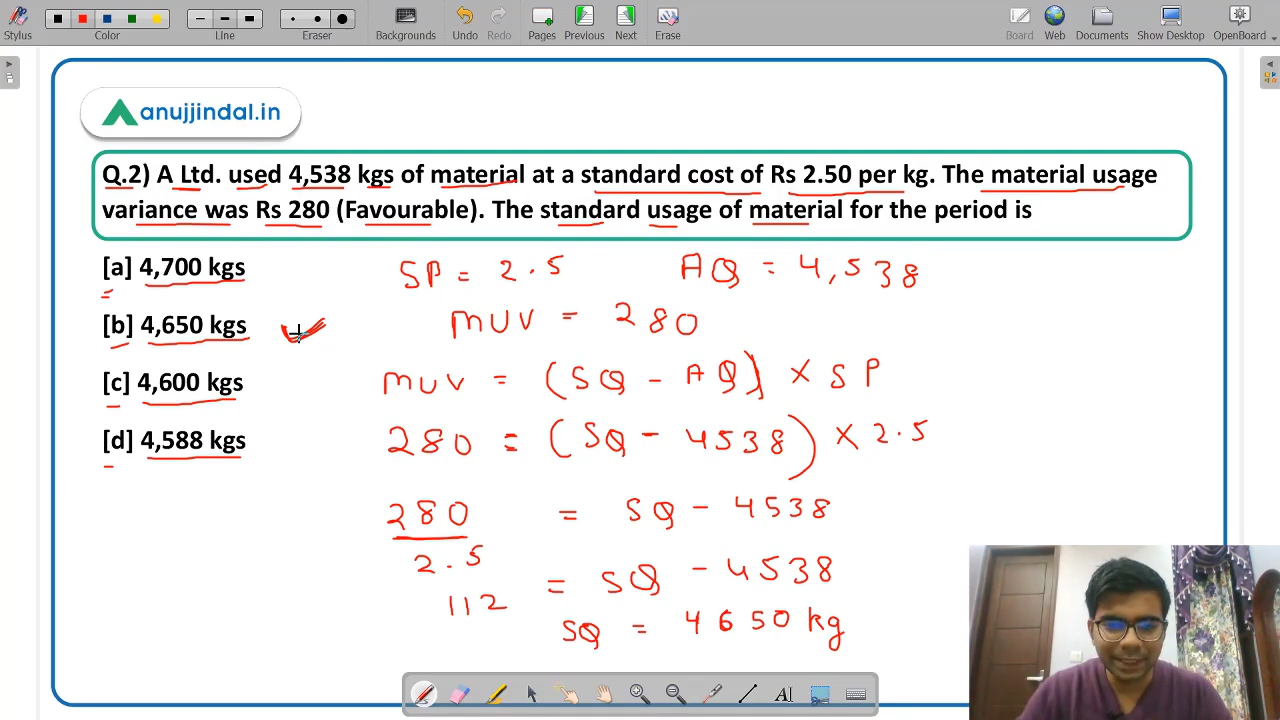 Stylus Color Line Eraser Backgrounds Undo Redo Pages Previous Next Erase Board Web Documents Show Desktop OpenBoard
anujjindal.in
Q.2) A Ltd. used 4,538 kgs of material at a standard cost of Rs 2.50 per kg. The material usage
variance was Rs 280 (Favourable). The standard usage of material for the period is
[a] 4,700 kgs
[b] 4,650 kgs
[c] 4,600 kgs
[d] 4,588 kgs
SP = 2.5 AQ = 4,538
MUV = 280
MUV = (SQ - AQ) × SP
280 = (SQ - 4538) × 2.5
280 = SQ - 4538
2.5
112 = SQ - 4538
SQ = 4650 kg